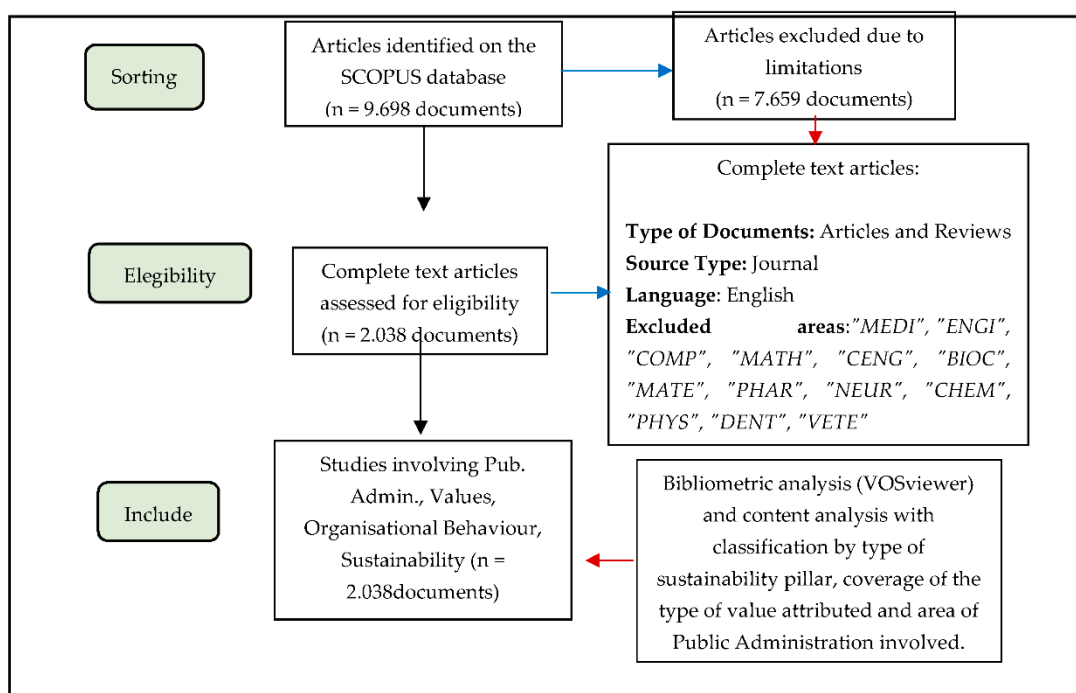 Sorting
Articles identified on the
SCOPUS database
(n = 9.698 documents)
Articles excluded due to
limitations
(n = 7.659 documents)
Complete text articles:
Type of Documents: Articles and Reviews
Source Type: Journal
Language: English
Excluded areas:"MEDI", "ENGI",
"COMP", "MATH", "CENG", "BIOC",
"MATE", "PHAR", "NEUR", "CHEM",
"PHYS", "DENT", "VETE"
Elegibility
Complete text articles
assessed for eligibility
(n = 2.038 documents)
Include
Studies involving Pub.
Admin., Values,
Organisational Behaviour,
Sustainability (n =
2.038documents)
Bibliometric analysis (VOSviewer)
and content analysis with
classification by type of
sustainability pillar, coverage of the
type of value attributed and area of
Public Administration involved.